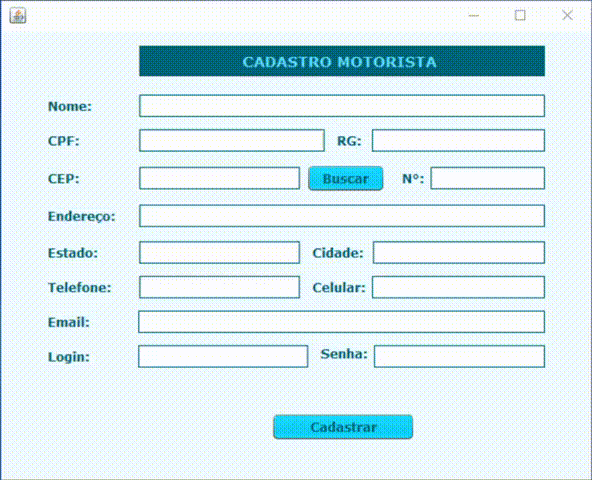 CADASTRO MOTORISTA
Nome:
CPF: RG:
CEP: Buscar Nº:
Endereço:
Estado: Cidade:
Telefone: Celular:
Email:
Login: Senha:
Cadastrar